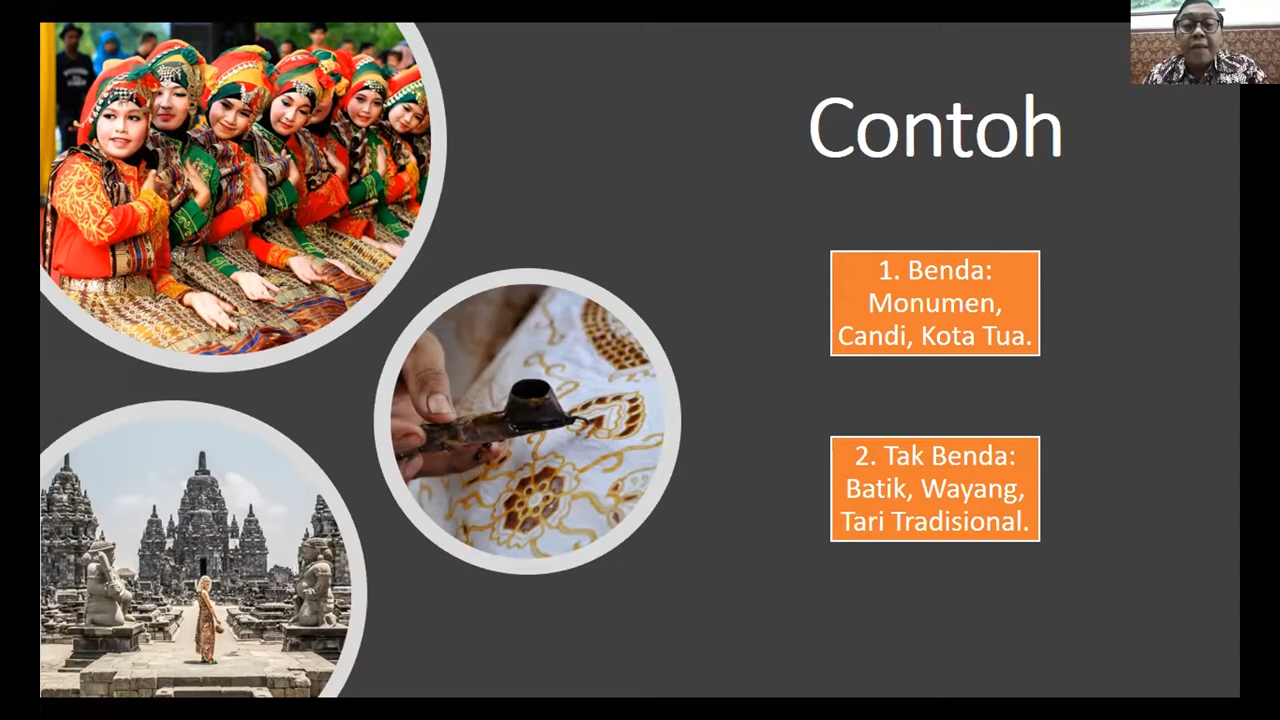 Contoh
1. Benda:
Monumen,
Candi, Kota Tua.
2. Tak Benda:
Batik, Wayang,
Tari Tradisional.